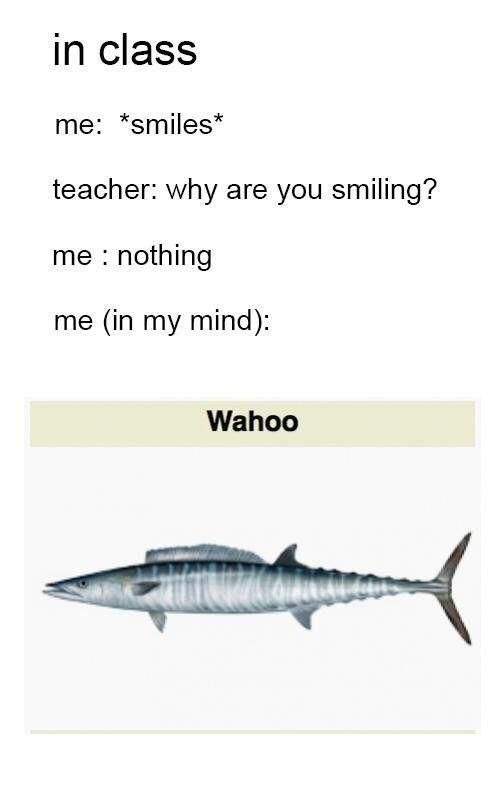 in class
me:  *smiles*
teacher: why are you smiling?
me : nothing
me (in my mind):
Wahoo